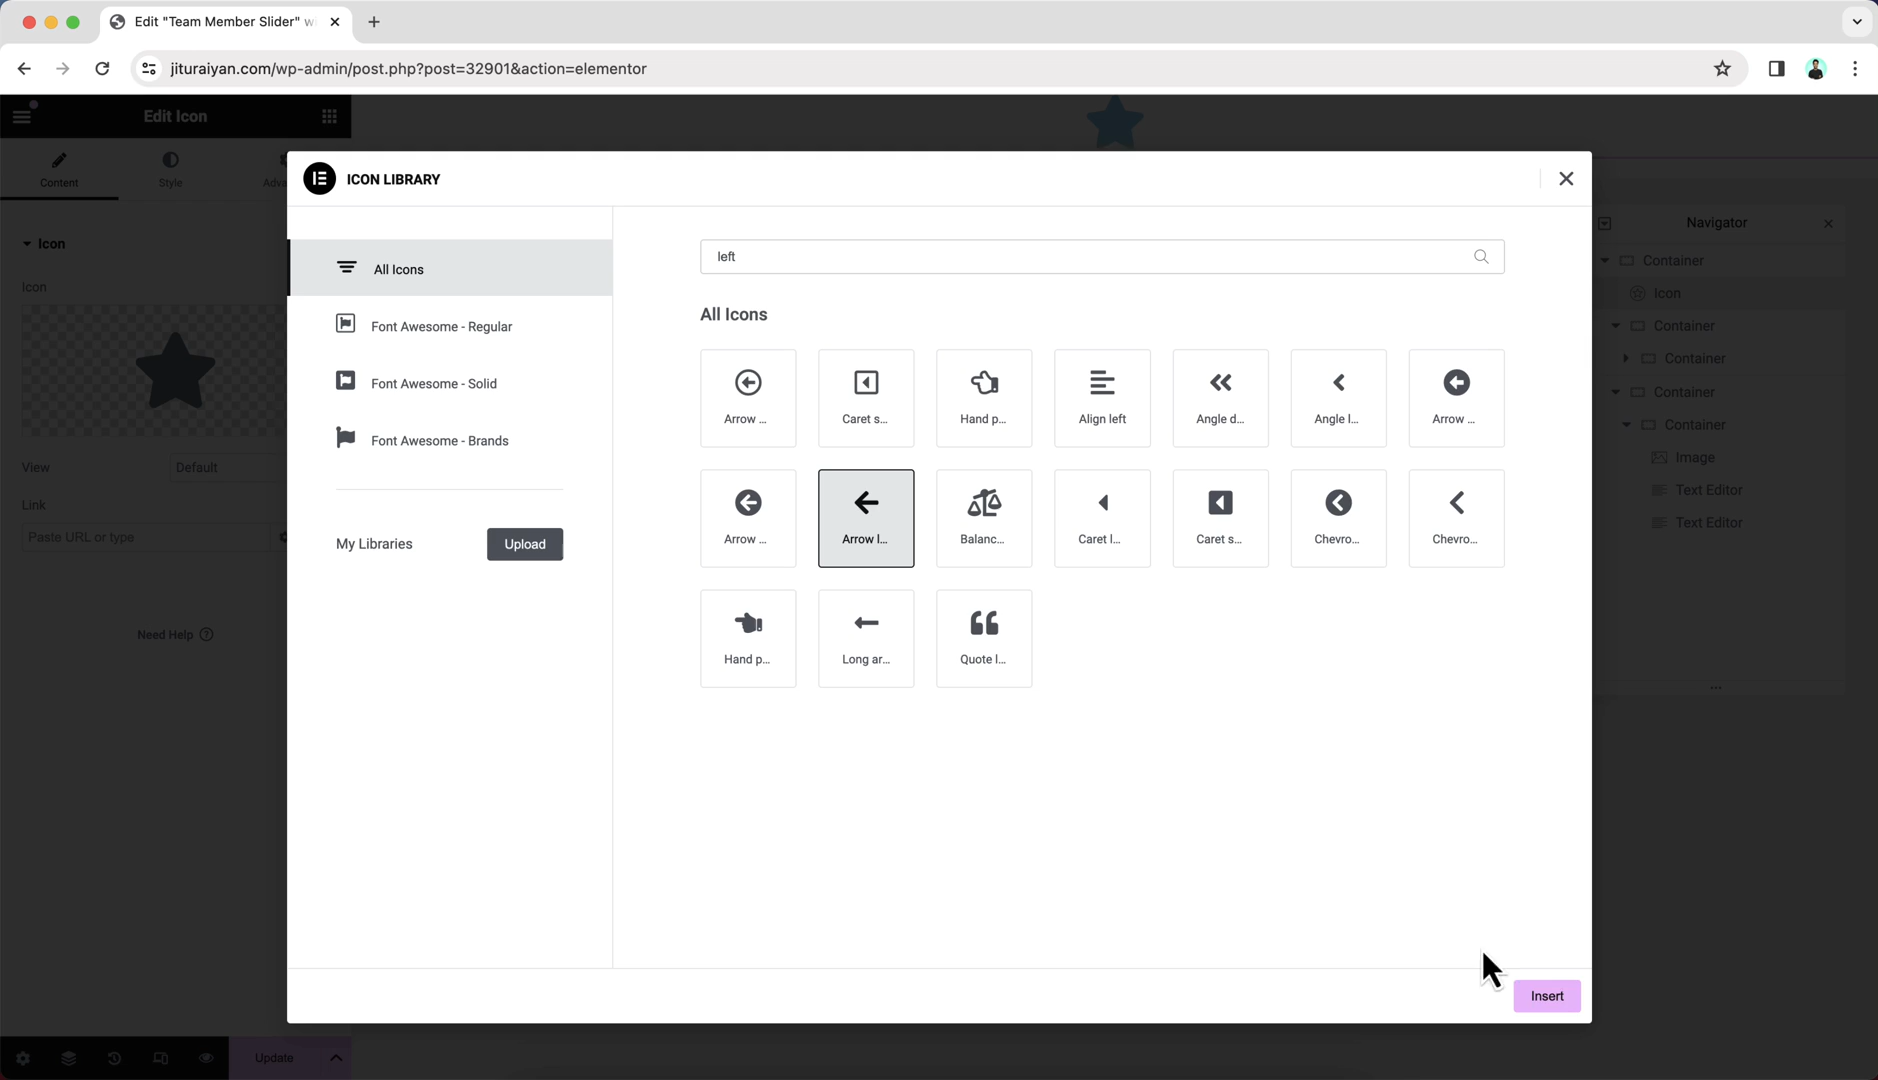 Edit "Team Member Slider" w
jituraiyan.com/wp-admin/post.php?post=32901&action=elementor
Edit Icon
Content
Style
Adva
Icon
Icon
View
Default
Link
Paste URL or type
Need Help
Update
ICON LIBRARY
All Icons
Font Awesome - Regular
Font Awesome - Solid
Font Awesome - Brands
My Libraries
Upload
left
All Icons
Arrow ...
Caret s...
Hand p...
Align left
Angle d...
Angle l...
Arrow ...
Arrow ...
Arrow l...
Balanc...
Caret l...
Caret s...
Chevro...
Chevro...
Hand p...
Long ar...
Quote l...
Insert
Navigator
Container
Icon
Container
Container
Container
Container
Image
Text Editor
Text Editor